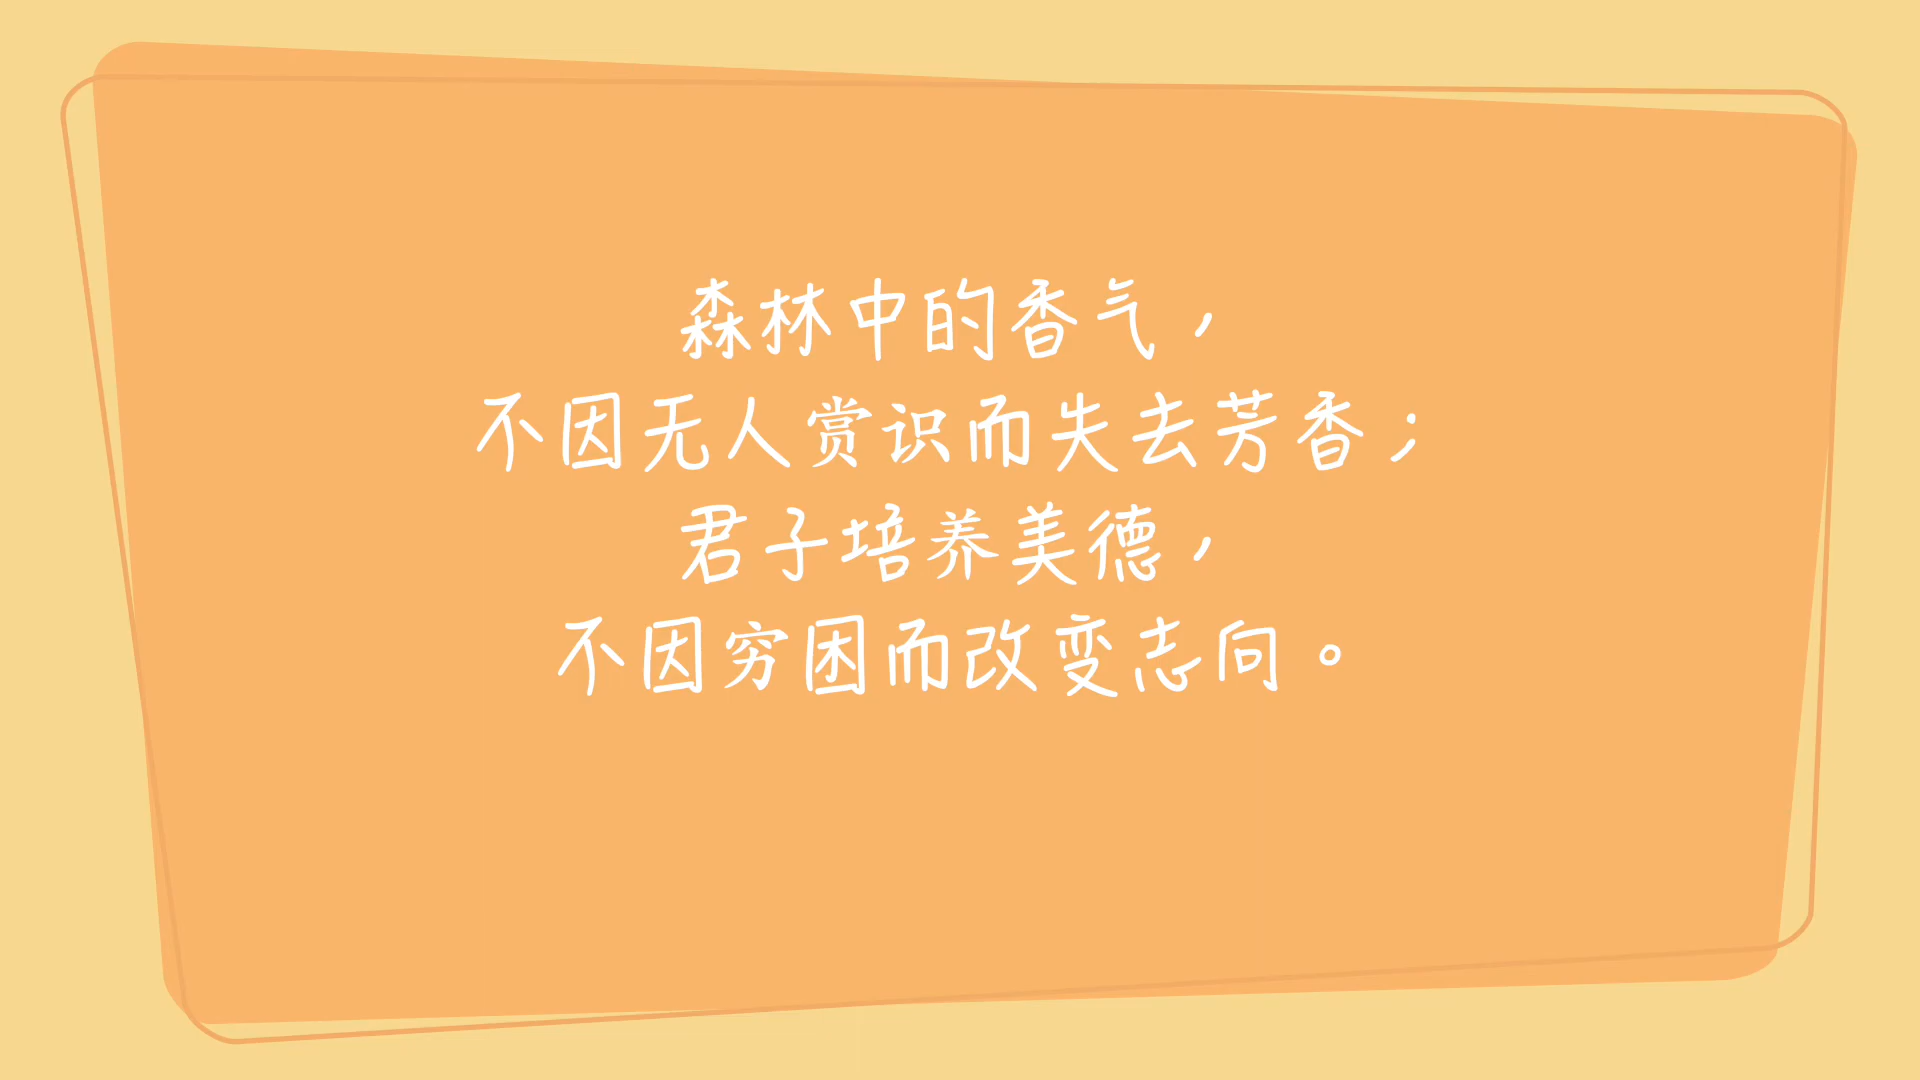 森林中的香气，
不因无人赏识而失去芳香；
君子培养美德，
不因穷困而改变志向。